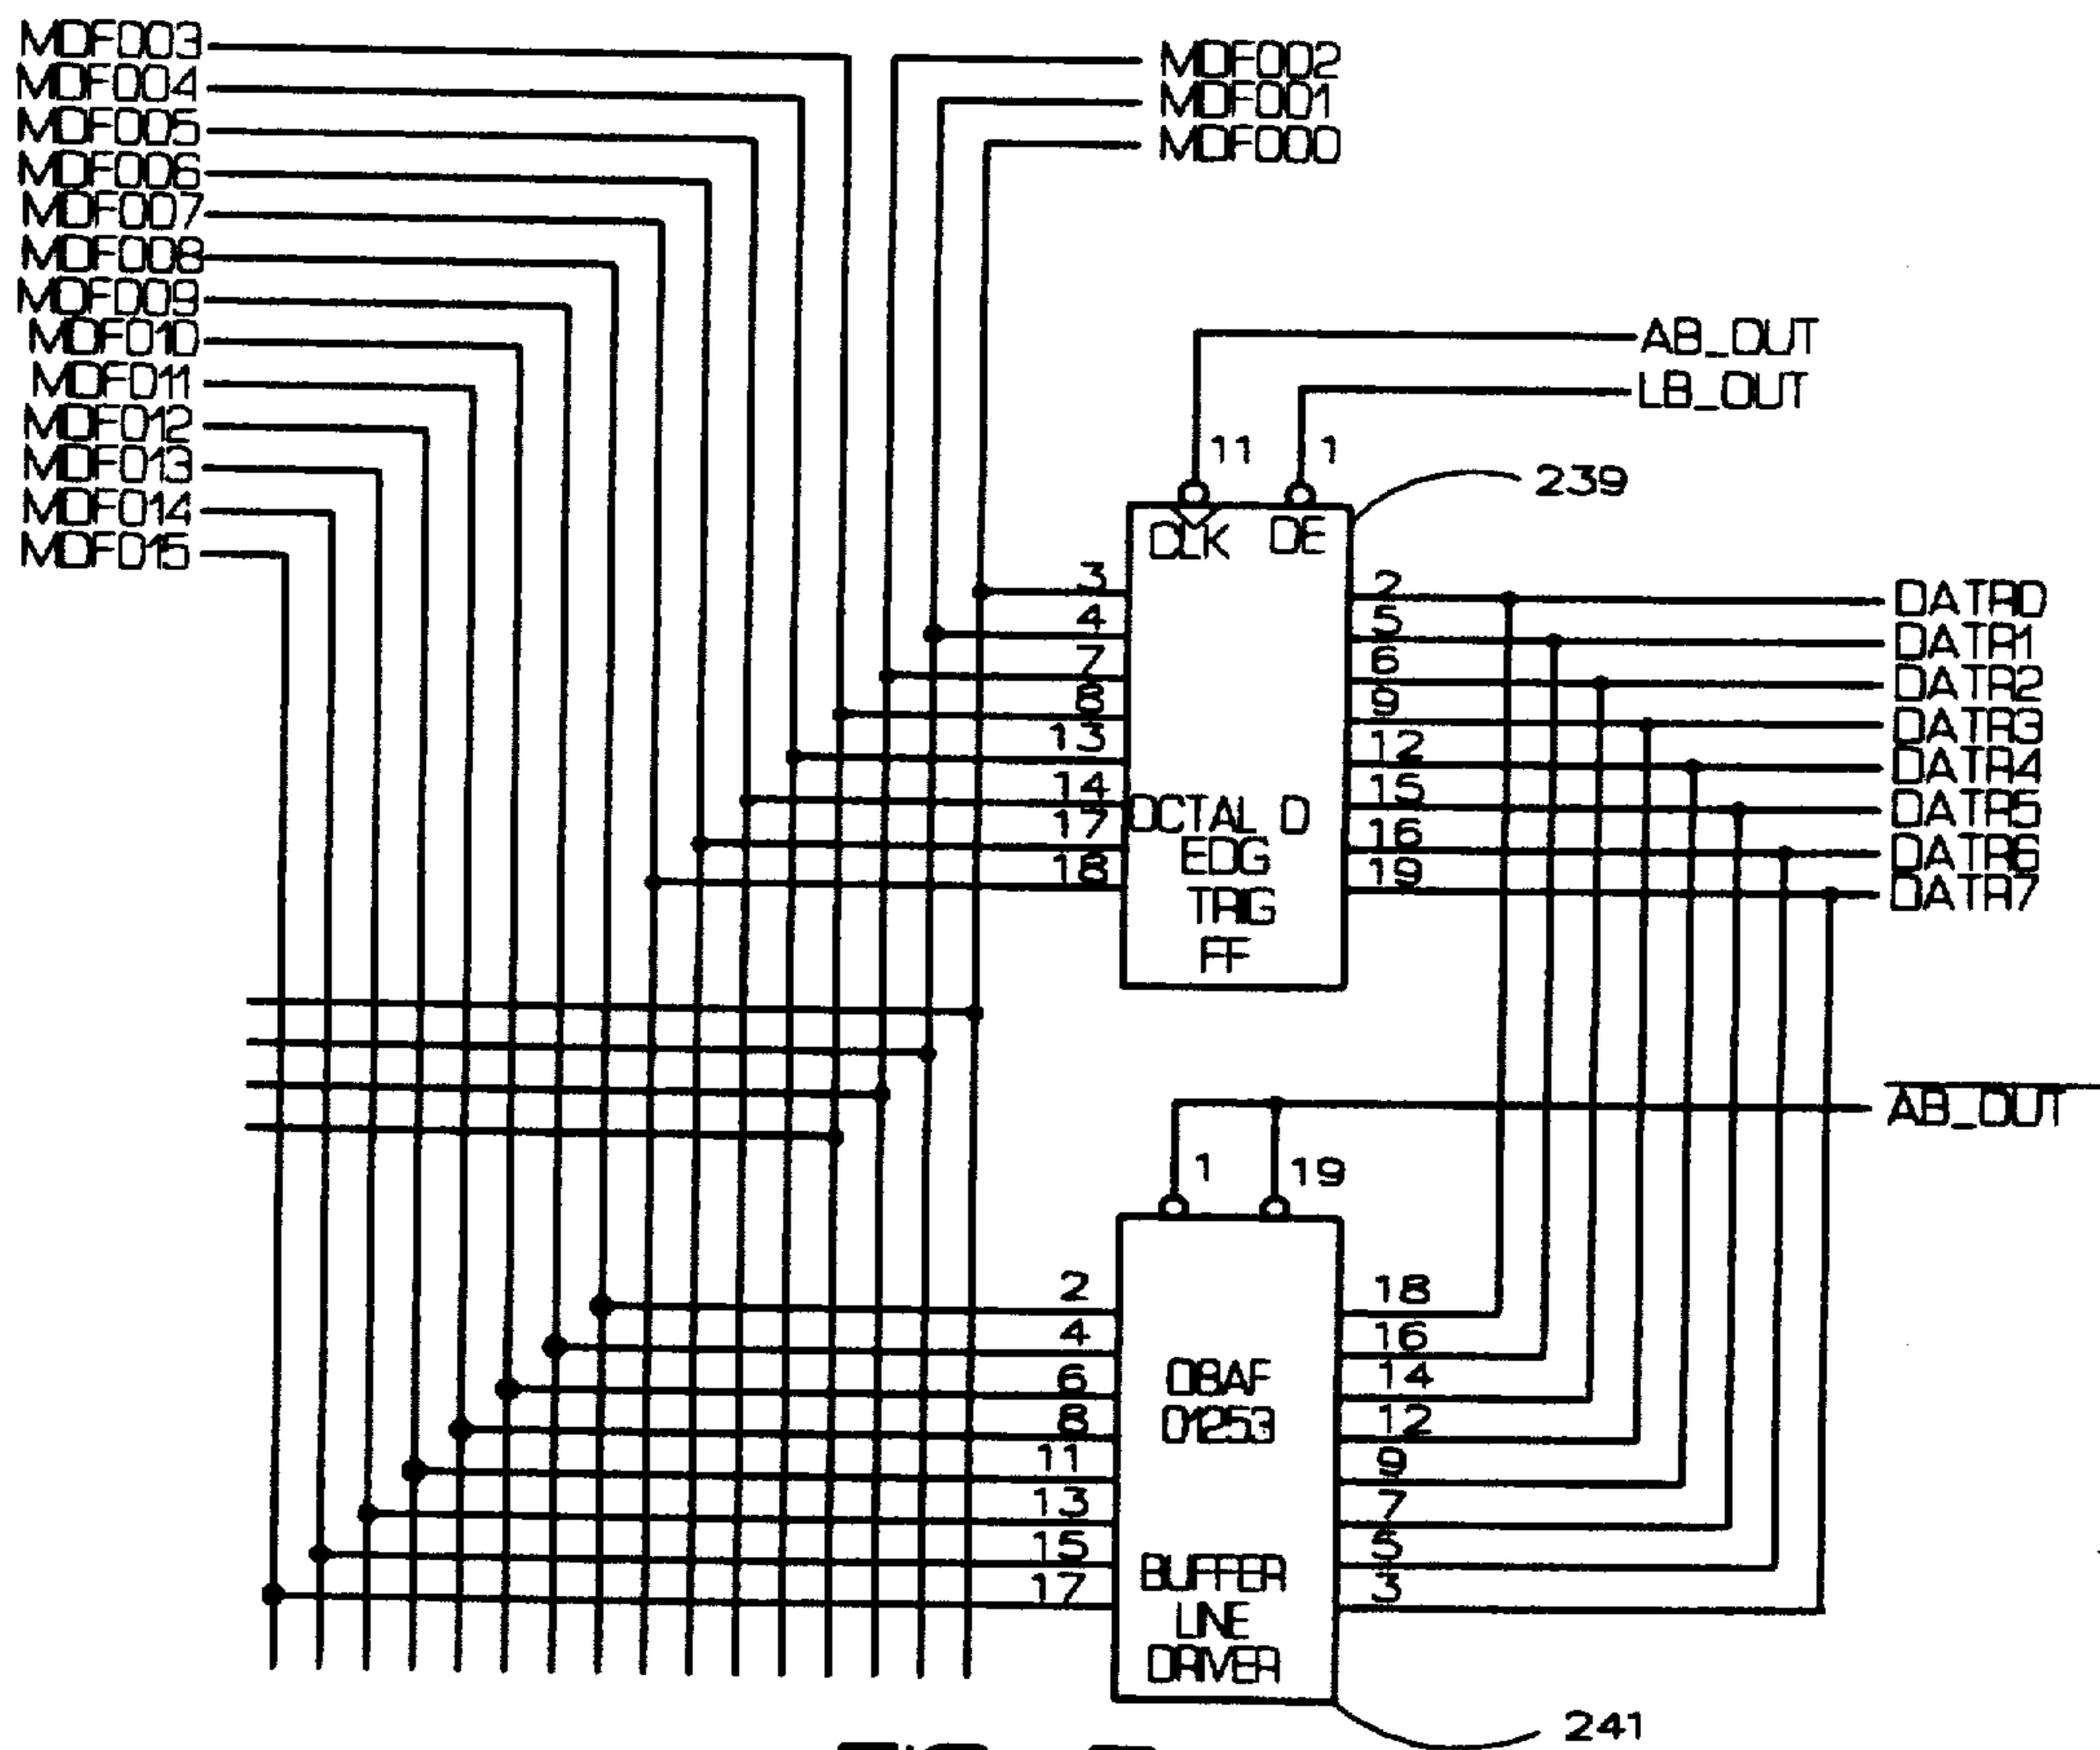 MDF003
MDF004
MDF005
MDF006
MDF007
MDF008
MDF009
MDF010
MDF011
MDF012
MDF013
MDF014
MDF015
MDF002
MDF001
MDF000
AB_OUT
LB_OUT
11
1
239
CLK
OE
3
4
7
8
13
14
17
18
OCTAL D
EDG
TRIG
FF
2
5
6
9
12
15
16
19
DATR0
DATR1
DATR2
DATR3
DATR4
DATR5
DATR6
DATR7
AB_OUT
1
19
2
4
6
8
11
13
15
17
OBAF
01253
BUFFER
LINE
DRIVER
18
16
14
12
9
7
5
3
241